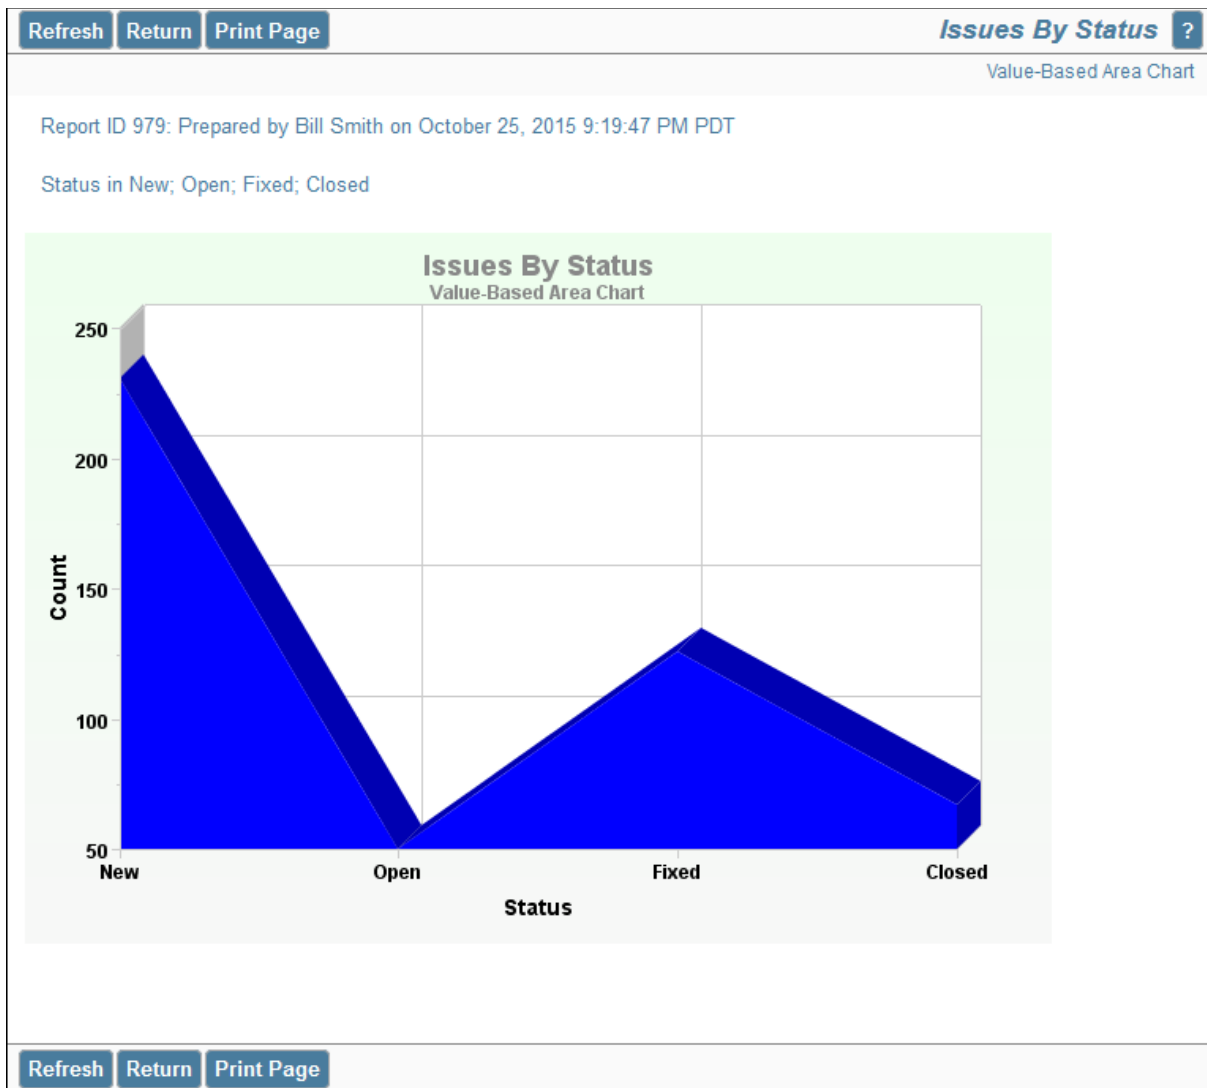 Refresh Return Print Page Issues By Status ?
Value-Based Area Chart
Report ID 979: Prepared by Bill Smith on October 25, 2015 9:19:47 PM PDT
Status in New; Open; Fixed; Closed
Issues By Status
Value-Based Area Chart
250
200
Count
150
100
50
New Open Fixed Closed
Status
Refresh Return Print Page